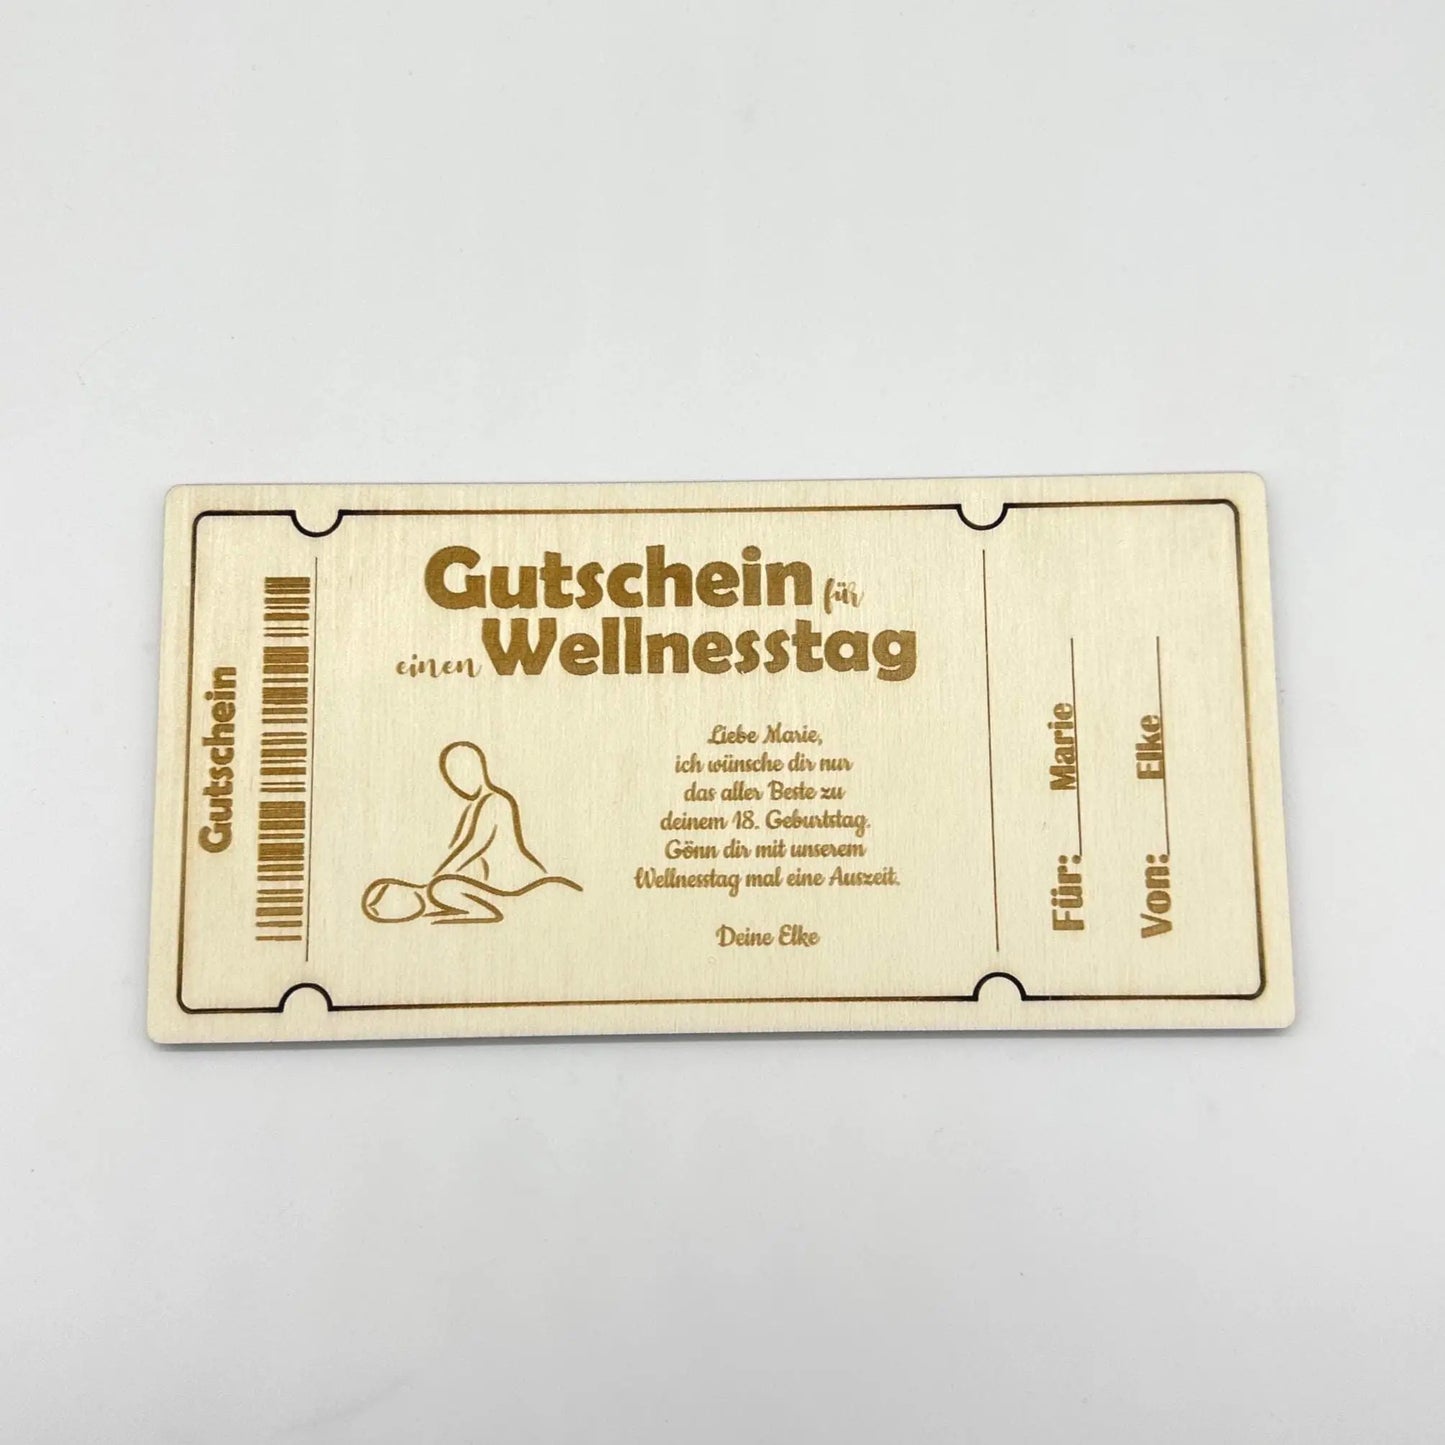 Gutschein
Gutschein für
einen Wellnesstag
Liebe Marie,
ich wünsche dir nur
das aller Beste zu
deinem 18. Geburtstag.
Gönn dir mit unserem
Wellnesstag mal eine Auszeit.
Deine Elke
Für: Marie
Von: Elke